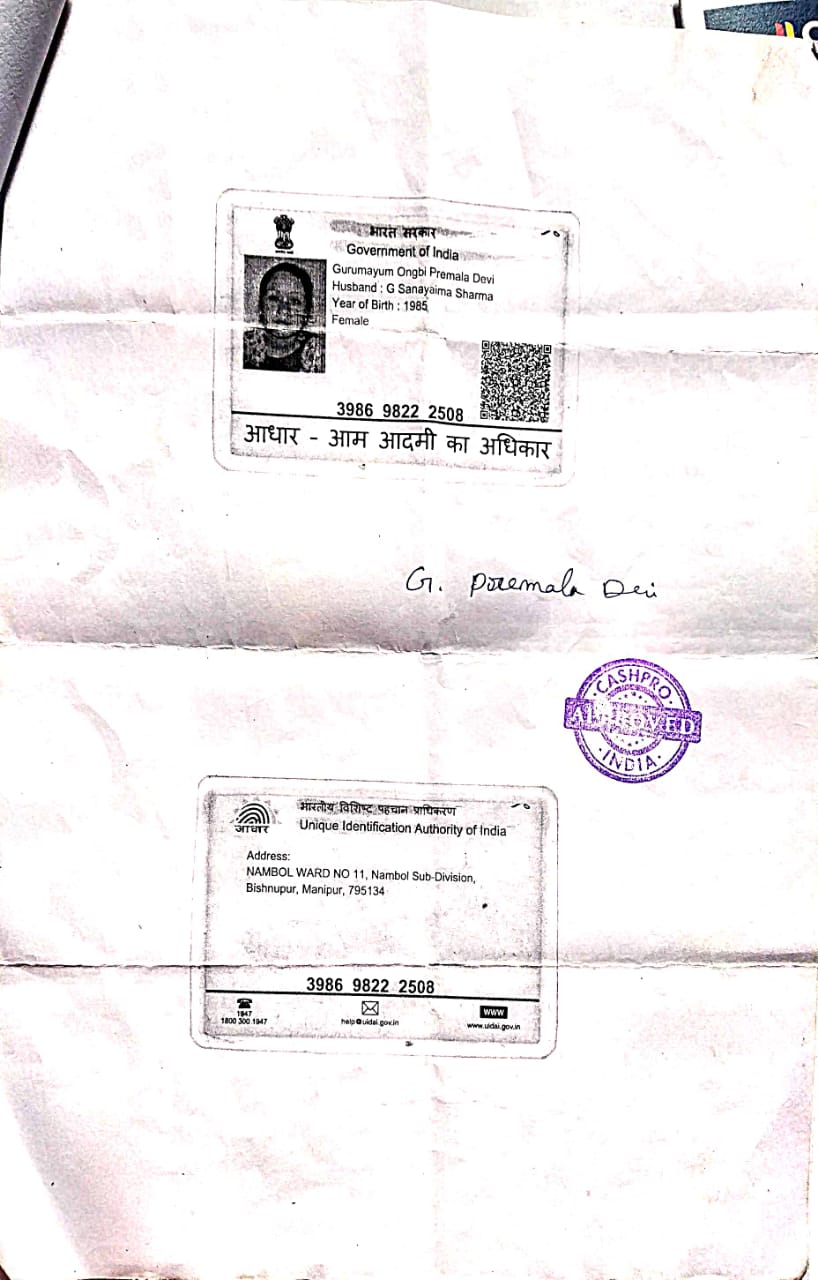 भारत सरकार
Government of India
Gurumayum Ongbi Premala Devi
Husband : G Sanayaima Sharma
Year of Birth : 1985
Female
3986 9822 2508
आधार - आम आदमी का अधिकार
G. Premala Devi
CASHPRO
APPROVED
INDIA
भारतीय विशिष्ट पहचान प्राधिकरण
आधार
Unique Identification Authority of India
Address:
NAMBOL WARD NO 11, Nambol Sub-Division,
Bishnupur, Manipur, 795134
3986 9822 2508
1947
1800 300 1947
help@uidai.gov.in
WWW
www.uidai.gov.in